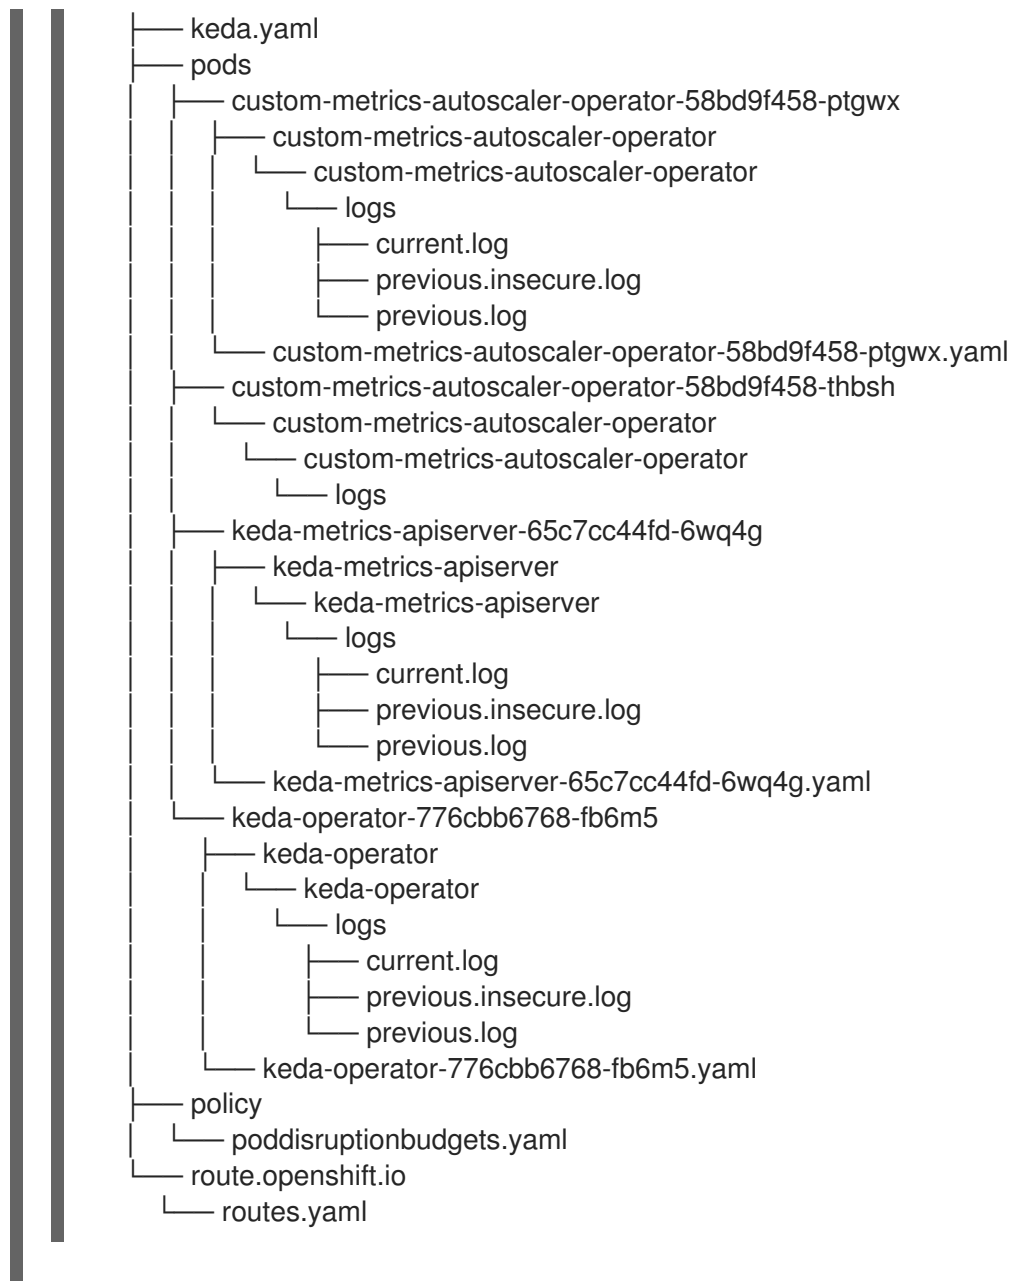 ├── keda.yaml
├── pods
│   ├── custom-metrics-autoscaler-operator-58bd9f458-ptgwx
│   │   ├── custom-metrics-autoscaler-operator
│   │   │   └── custom-metrics-autoscaler-operator
│   │   │       └── logs
│   │   │           ├── current.log
│   │   │           ├── previous.insecure.log
│   │   │           └── previous.log
│   │   └── custom-metrics-autoscaler-operator-58bd9f458-ptgwx.yaml
│   ├── custom-metrics-autoscaler-operator-58bd9f458-thbsh
│   │   └── custom-metrics-autoscaler-operator
│   │       └── custom-metrics-autoscaler-operator
│   │           └── logs
│   ├── keda-metrics-apiserver-65c7cc44fd-6wq4g
│   │   ├── keda-metrics-apiserver
│   │   │   └── keda-metrics-apiserver
│   │   │       └── logs
│   │   │           ├── current.log
│   │   │           ├── previous.insecure.log
│   │   │           └── previous.log
│   │   └── keda-metrics-apiserver-65c7cc44fd-6wq4g.yaml
│   └── keda-operator-776cbb6768-fb6m5
│       ├── keda-operator
│       │   └── keda-operator
│       │       └── logs
│       │           ├── current.log
│       │           ├── previous.insecure.log
│       │           └── previous.log
│       └── keda-operator-776cbb6768-fb6m5.yaml
├── policy
│   └── poddisruptionbudgets.yaml
└── route.openshift.io
    └── routes.yaml